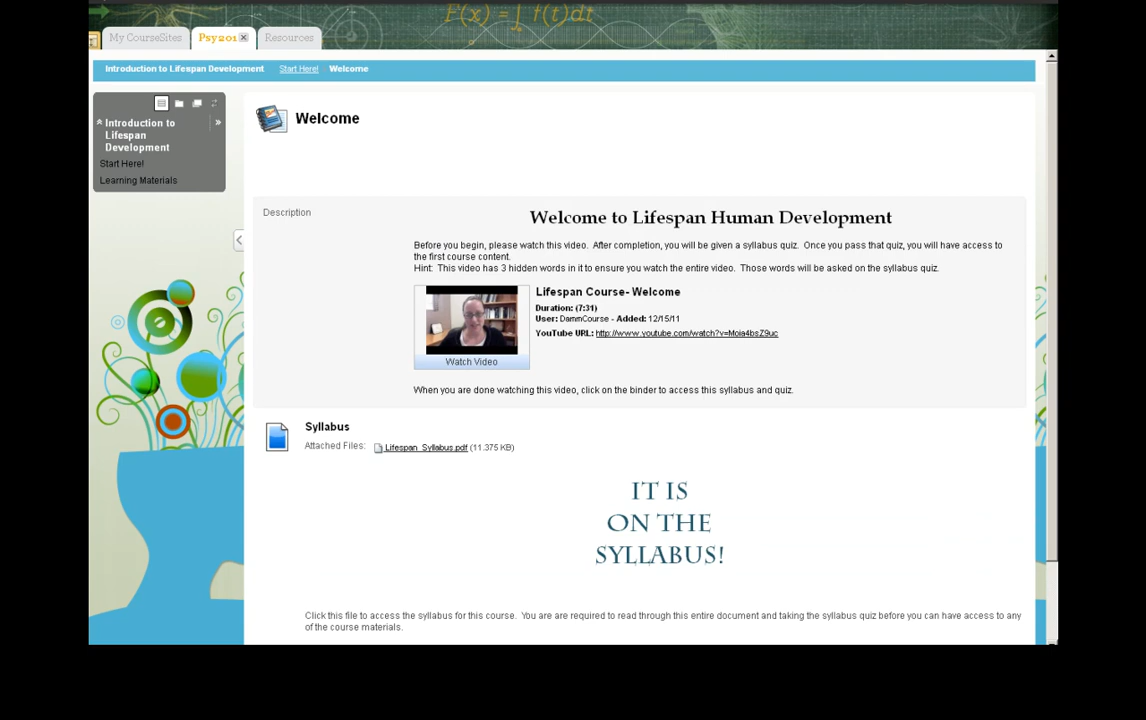 F(x) = ∫ f(t)dt
My CourseSites Psy201 Resources
Introduction to Lifespan Development Start Here! Welcome
Introduction to
Lifespan
Development
Start Here!
Learning Materials
Welcome
Description
Welcome to Lifespan Human Development
Before you begin, please watch this video. After completion, you will be given a syllabus quiz. Once you pass that quiz, you will have access to
the first course content.
Hint: This video has 3 hidden words in it to ensure you watch the entire video. Those words will be asked on the syllabus quiz.
Lifespan Course- Welcome
Duration: (7:31)
User: DammCourse - Added: 12/15/11
YouTube URL: http://www.youtube.com/watch?v=Moia4bsZ9uc
Watch Video
When you are done watching this video, click on the binder to access this syllabus and quiz.
Syllabus
Attached Files: Lifespan_Syllabus.pdf (11.375 KB)
IT IS
ON THE
SYLLABUS!
Click this file to access the syllabus for this course. You are are required to read through this entire document and taking the syllabus quiz before you can have access to any
of the course materials.